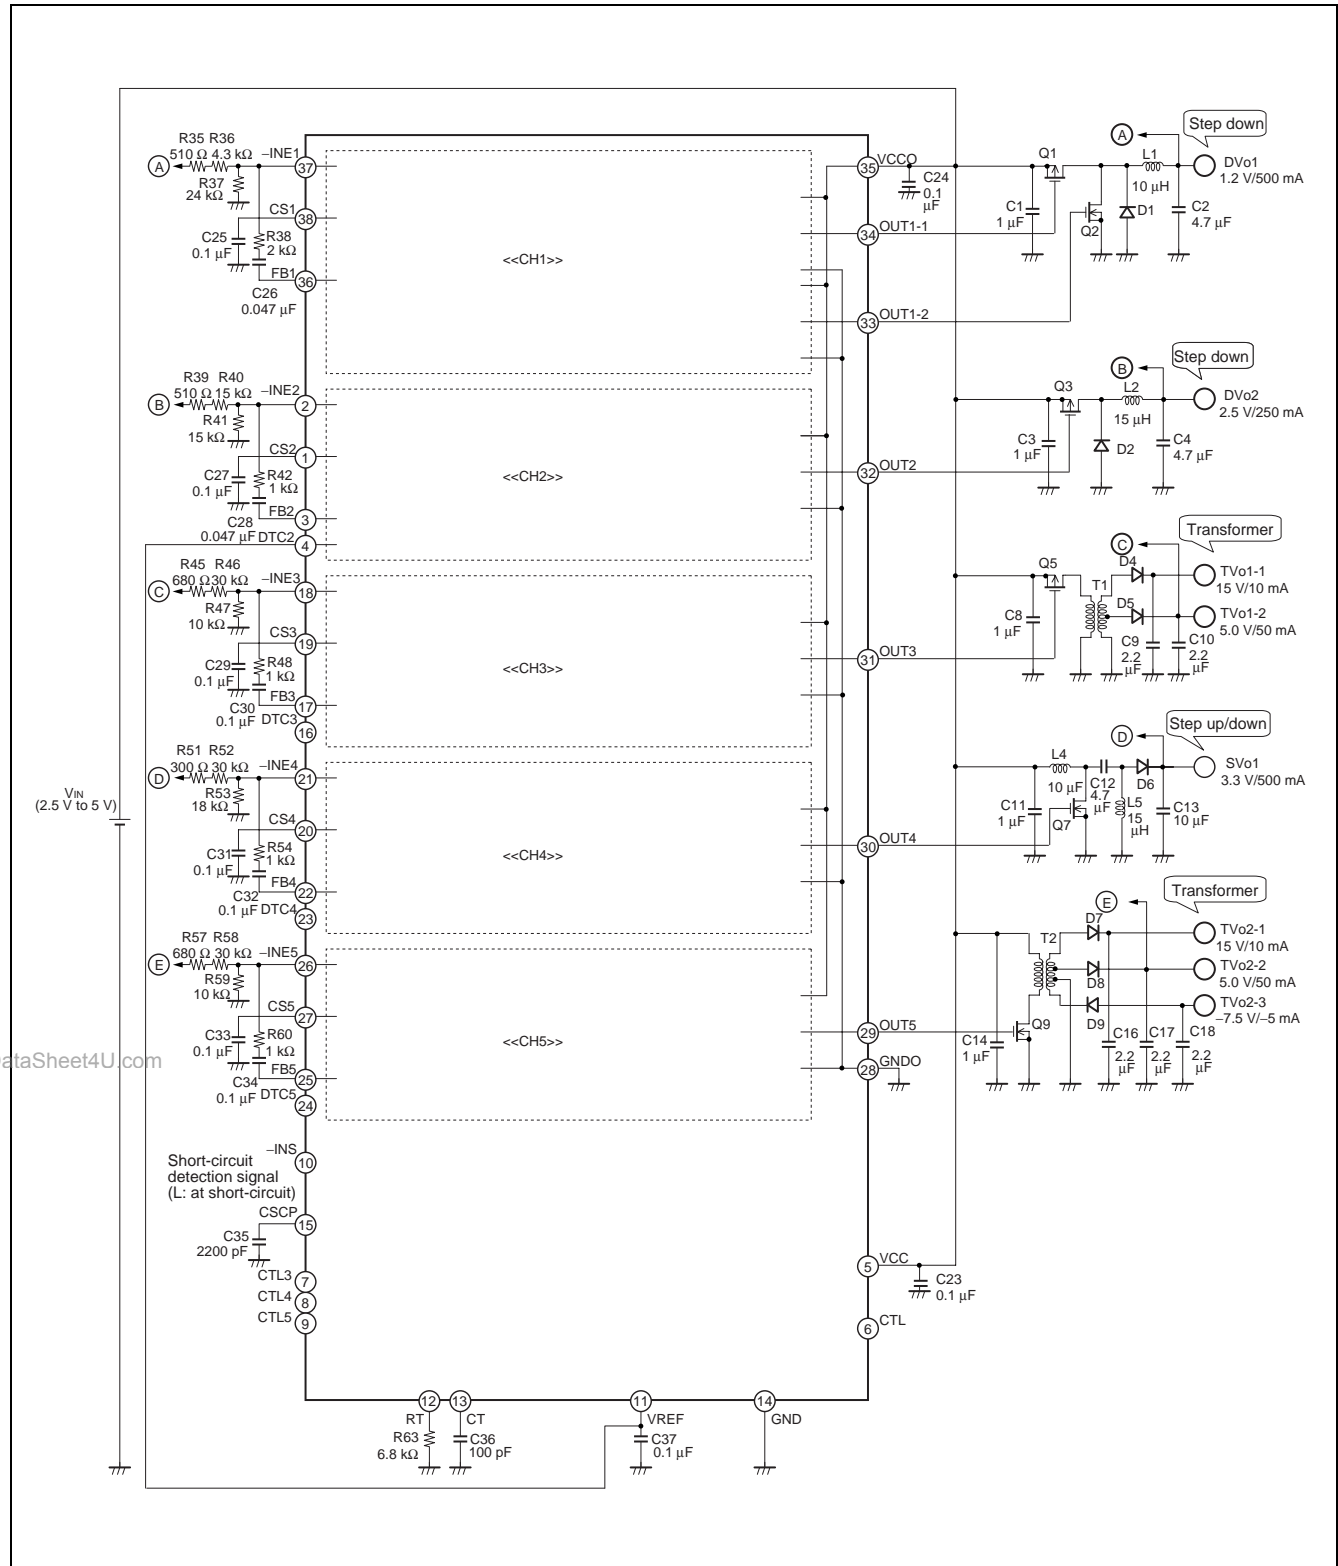 A
Step down
R35 R36
510 Ω 4.3 kΩ
−INE1
A
37
R37
24 kΩ
CS1
38
C25
0.1 µF
R38
2 kΩ
FB1
36
C26
0.047 µF
<<CH1>>
35
VCCO
C24
0.1
µF
Q1
C1
1 µF
34
OUT1-1
33
OUT1-2
Q2
D1
L1
10 µH
C2
4.7 µF
DVo1
1.2 V/500 mA
R39 R40
510 Ω 15 kΩ
−INE2
B
2
R41
15 kΩ
CS2
1
C27
0.1 µF
R42
1 kΩ
FB2
3
C28
0.047 µF
DTC2
4
<<CH2>>
32
OUT2
Q3
C3
1 µF
D2
B
L2
15 µH
C4
4.7 µF
Step down
DVo2
2.5 V/250 mA
R45 R46
680 Ω 30 kΩ
−INE3
C
18
R47
10 kΩ
CS3
19
C29
0.1 µF
R48
1 kΩ
FB3
17
C30
0.1 µF
DTC3
16
<<CH3>>
31
OUT3
Q5
C8
1 µF
T1
C
D4
D5
C9
2.2
µF
C10
2.2
µF
Transformer
TVo1-1
15 V/10 mA
TVo1-2
5.0 V/50 mA
R51 R52
300 Ω 30 kΩ
−INE4
D
21
R53
18 kΩ
CS4
20
C31
0.1 µF
R54
1 kΩ
FB4
22
C32
0.1 µF
DTC4
23
<<CH4>>
30
OUT4
L4
10 µF
C11
1 µF
Q7
C12
4.7
µF
L5
15
µH
D
D6
C13
10 µF
Step up/down
SVo1
3.3 V/500 mA
VIN
(2.5 V to 5 V)
R57 R58
680 Ω 30 kΩ
−INE5
E
26
R59
10 kΩ
CS5
27
C33
0.1 µF
R60
1 kΩ
FB5
25
C34
0.1 µF
DTC5
24
<<CH5>>
29
OUT5
28
GNDO
C14
1 µF
Q9
T2
E
D7
D8
D9
C16
2.2
µF
C17
2.2
µF
C18
2.2
µF
Transformer
TVo2-1
15 V/10 mA
TVo2-2
5.0 V/50 mA
TVo2-3
−7.5 V/−5 mA
ataSheet4U.com
−INS
10
Short-circuit
detection signal
(L: at short-circuit)
CSCP
15
C35
2200 pF
CTL3
7
CTL4
8
CTL5
9
5
VCC
C23
0.1 µF
6
CTL
12
RT
R63
6.8 kΩ
13
CT
C36
100 pF
11
VREF
C37
0.1 µF
14
GND